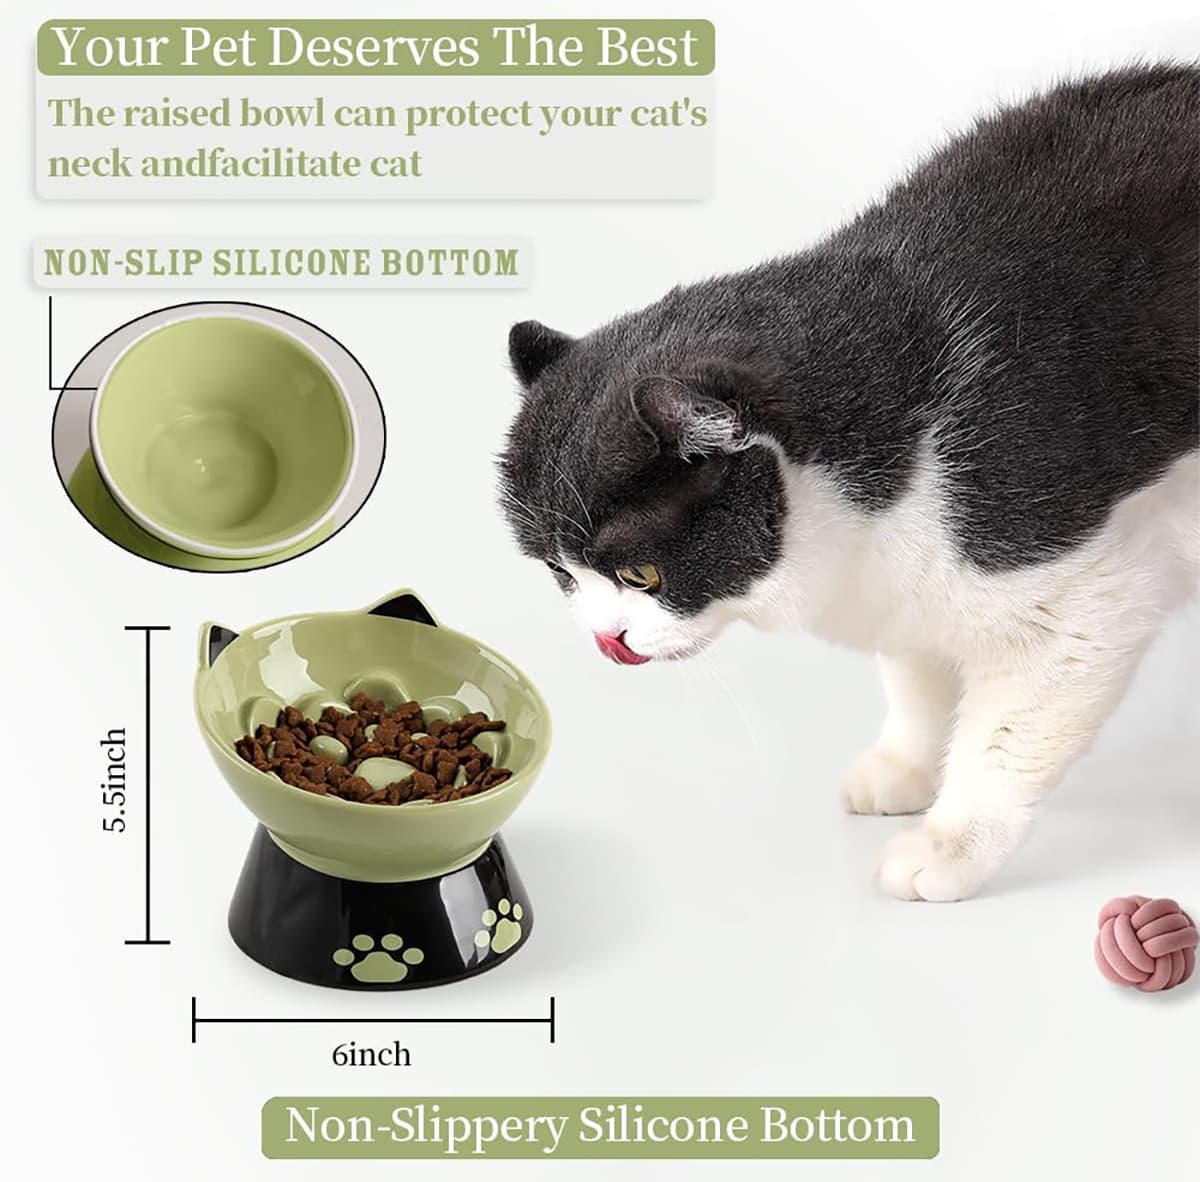 Your Pet Deserves The Best
The raised bowl can protect your cat's
neck andfacilitate cat
NON-SLIP SILICONE BOTTOM
5.5inch
6inch
Non-Slippery Silicone Bottom